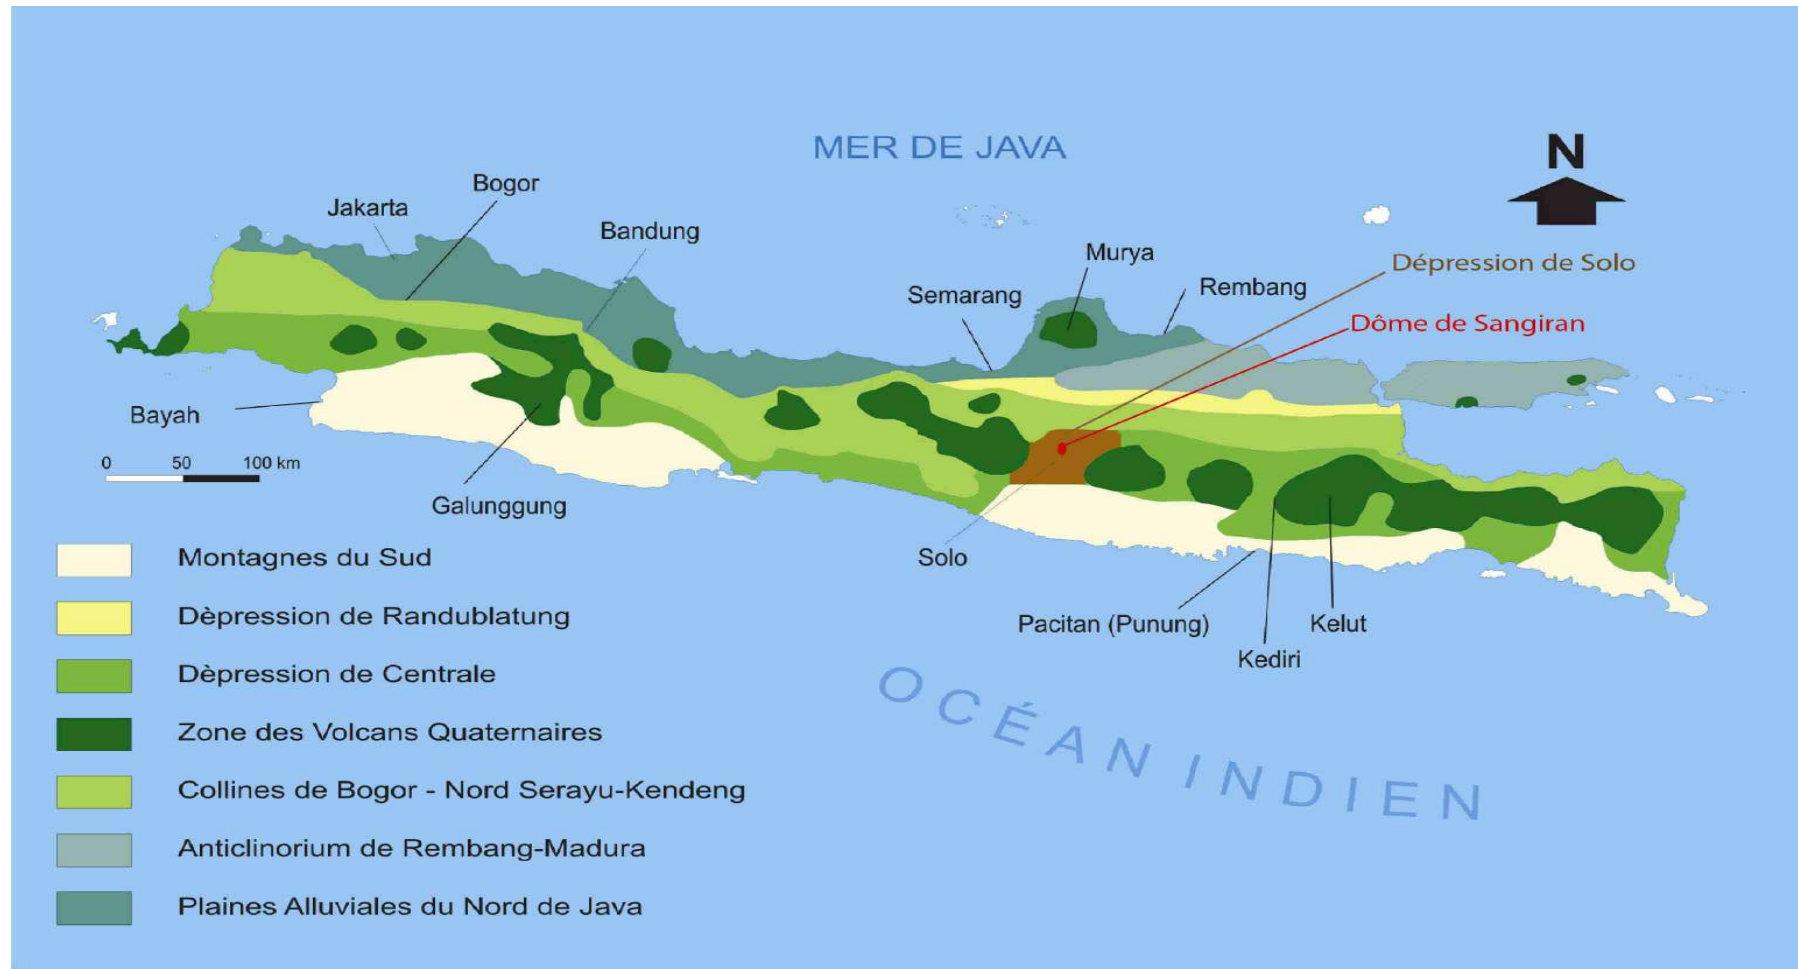 MER DE JAVA
N
Bogor
Jakarta
Bandung
Murya
Dépression de Solo
Semarang
Rembang
Dôme de Sangiran
Bayah
0 50 100 km
Galunggung
Solo
Pacitan (Punung)
Kelut
Kediri
OCÉAN INDIEN
Montagnes du Sud
Dèpression de Randublatung
Dèpression de Centrale
Zone des Volcans Quaternaires
Collines de Bogor - Nord Serayu-Kendeng
Anticlinorium de Rembang-Madura
Plaines Alluviales du Nord de Java